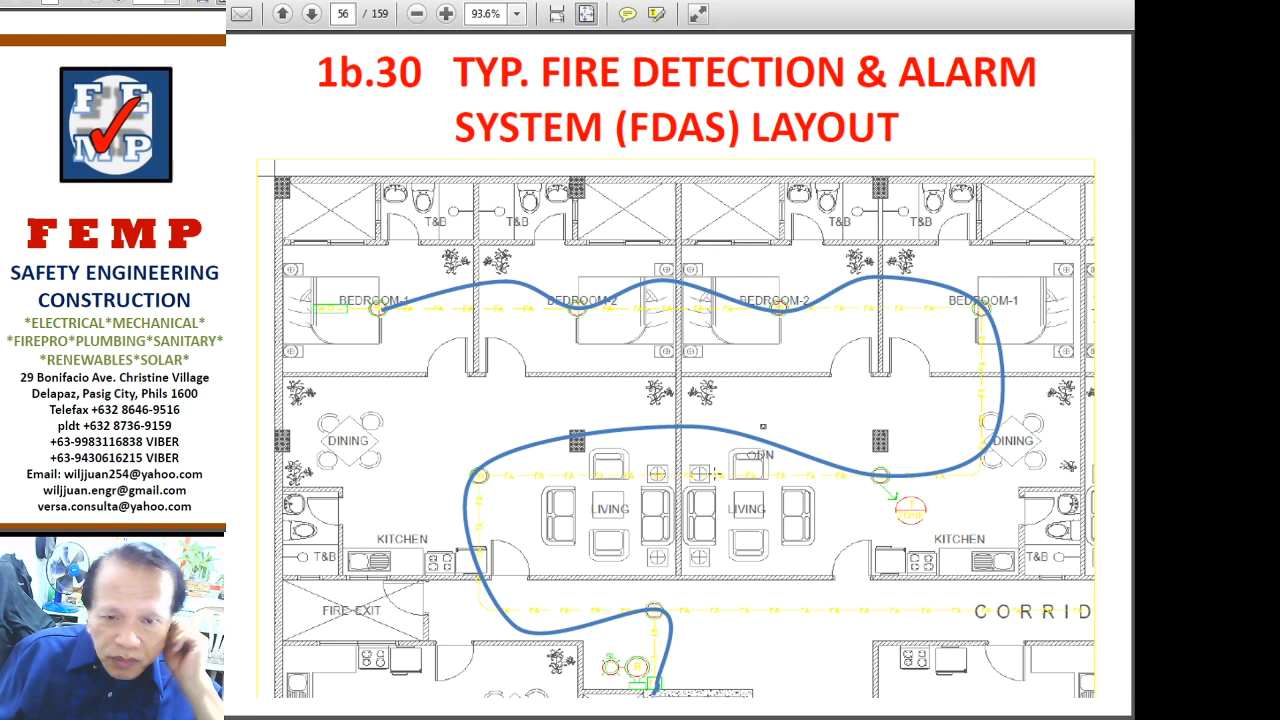 56 / 159
93.6%
1b.30 TYP. FIRE DETECTION & ALARM
SYSTEM (FDAS) LAYOUT
F E
M P
F E M P
SAFETY ENGINEERING
CONSTRUCTION
*ELECTRICAL*MECHANICAL*
*FIREPRO*PLUMBING*SANITARY*
*RENEWABLES*SOLAR*
29 Bonifacio Ave. Christine Village
Delapaz, Pasig City, Phils 1600
Telefax +632 8646-9516
pldt +632 8736-9159
+63-9983116838 VIBER
+63-9430616215 VIBER
Email: wiljjuan254@yahoo.com
wiljjuan.engr@gmail.com
versa.consulta@yahoo.com
T&B T&B T&B T&B
BEDROOM-1 BEDROOM-2 BEDROOM-2 BEDROOM-1
DINING DINING
DN
LIVING LIVING
ZONE
KITCHEN KITCHEN
T&B T&B
FIRE EXIT
CORRID